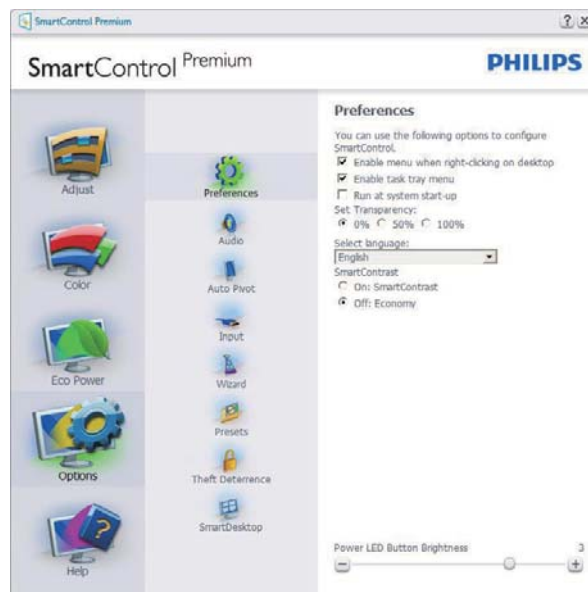 SmartControl Premium
SmartControl Premium
PHILIPS
Adjust
Color
Eco Power
Options
Help
Preferences
Audio
Auto Pivot
Input
Wizard
Presets
Theft Deterrence
SmartDesktop
Preferences
You can use the following options to configure
SmartControl.
Enable menu when right-clicking on desktop
Enable task tray menu
Run at system start-up
Set Transparency:
0% 50% 100%
Select language:
English
SmartContrast
On: SmartContrast
Off: Economy
Power LED Button Brightness 3